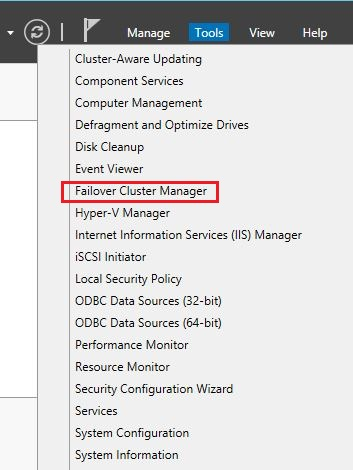 Manage Tools View Help
Cluster-Aware Updating
Component Services
Computer Management
Defragment and Optimize Drives
Disk Cleanup
Event Viewer
Failover Cluster Manager
Hyper-V Manager
Internet Information Services (IIS) Manager
iSCSI Initiator
Local Security Policy
ODBC Data Sources (32-bit)
ODBC Data Sources (64-bit)
Performance Monitor
Resource Monitor
Security Configuration Wizard
Services
System Configuration
System Information